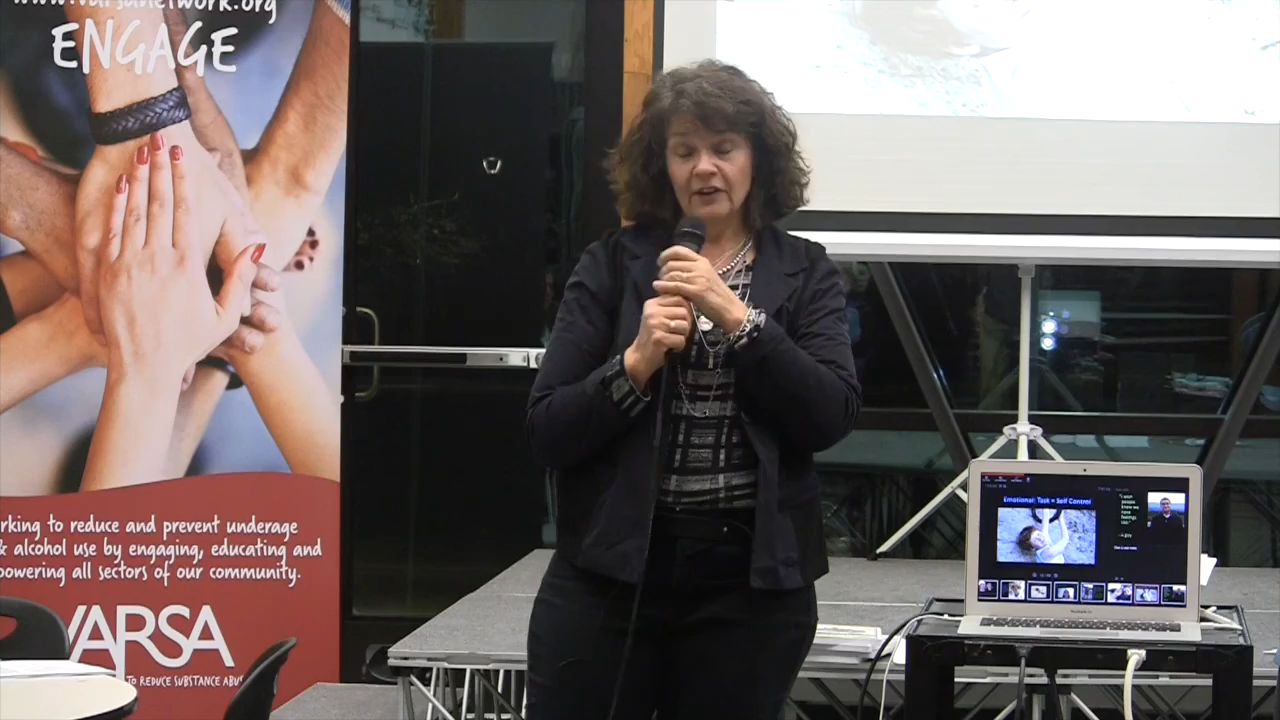 www.varsanetwork.org
ENGAGE
rking to reduce and prevent underage
& alcohol use by engaging, educating and
powering all sectors of our community.
VARSA
TO REDUCE SUBSTANCE ABUS
Emotional: Task = Self Control